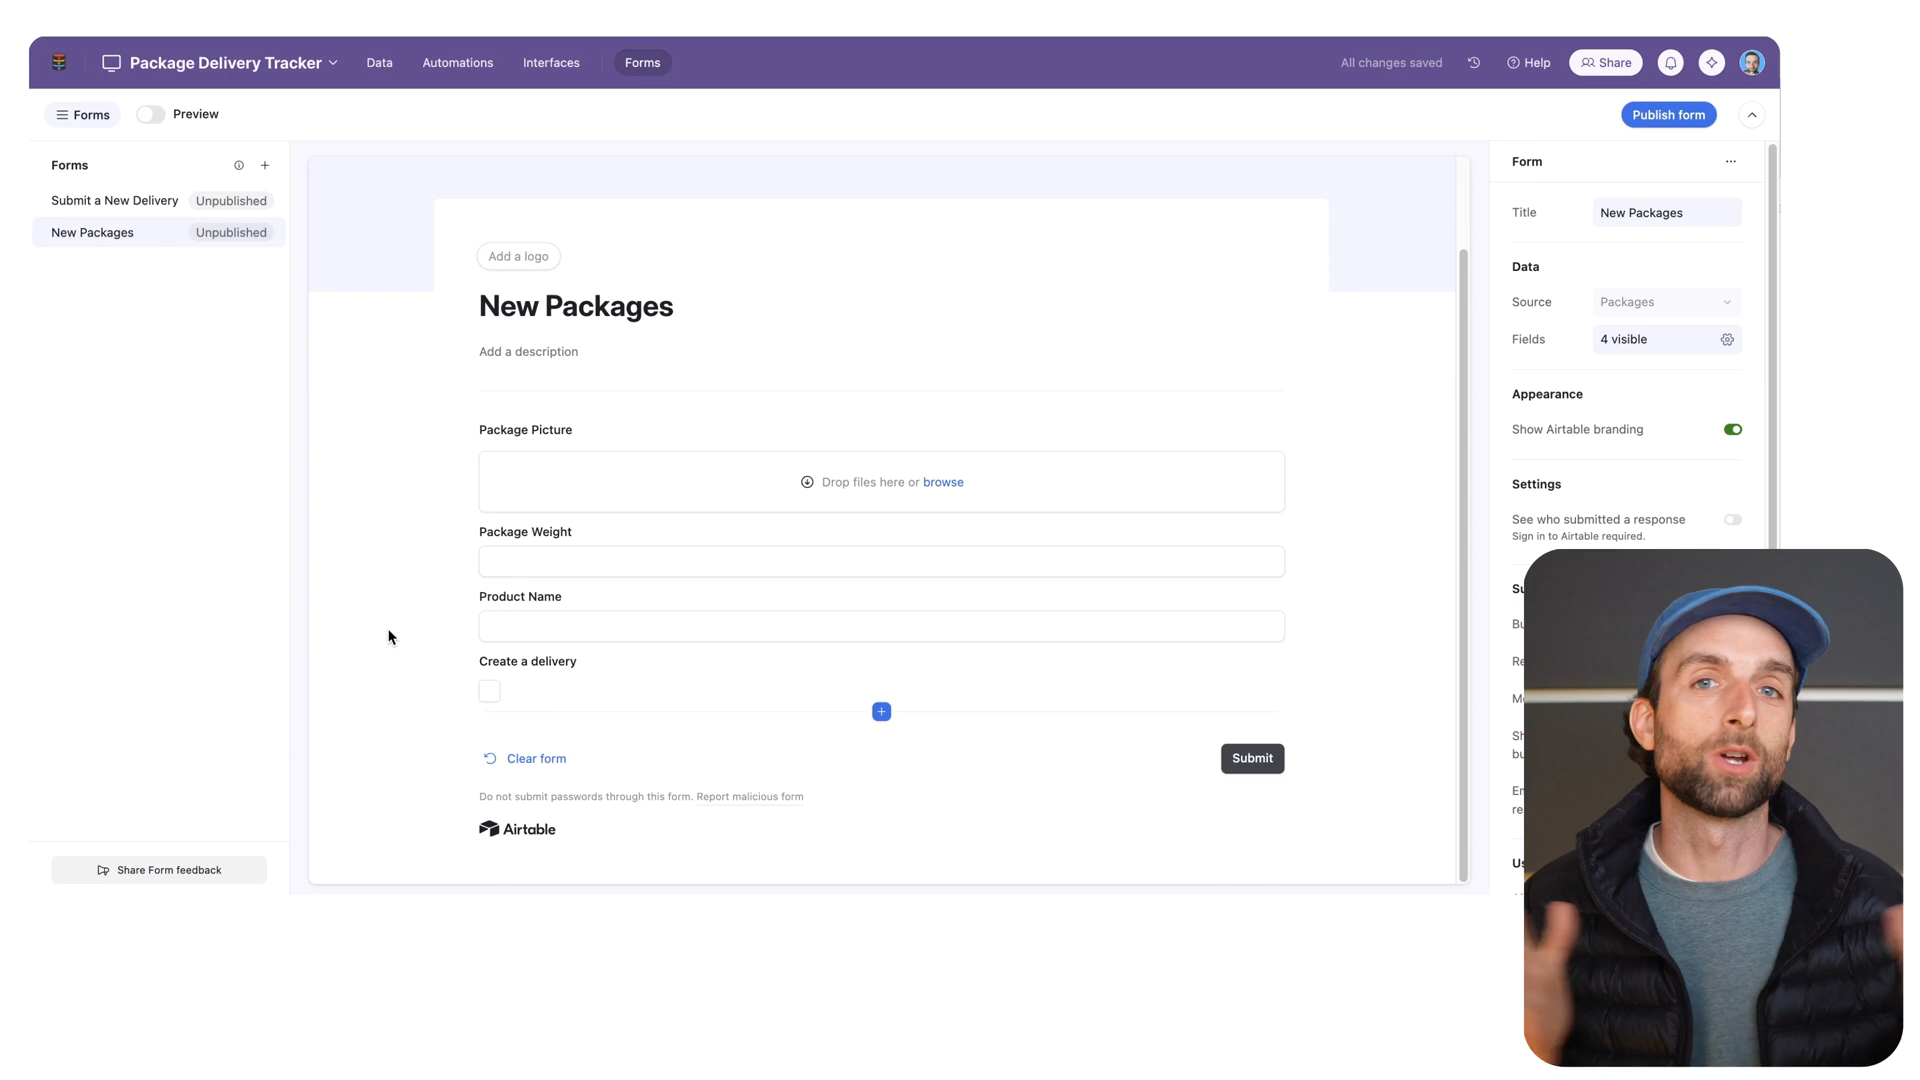 Package Delivery Tracker
Data
Automations
Interfaces
Forms
All changes saved
Help
Share
Forms
Preview
Publish form
Forms
Submit a New Delivery
Unpublished
New Packages
Unpublished
Share Form feedback
Add a logo
New Packages
Add a description
Package Picture
Drop files here or browse
Package Weight
Product Name
Create a delivery
Clear form
Submit
Do not submit passwords through this form. Report malicious form
Airtable
Form
Title
New Packages
Data
Source
Packages
Fields
4 visible
Appearance
Show Airtable branding
Settings
See who submitted a response
Sign in to Airtable required.